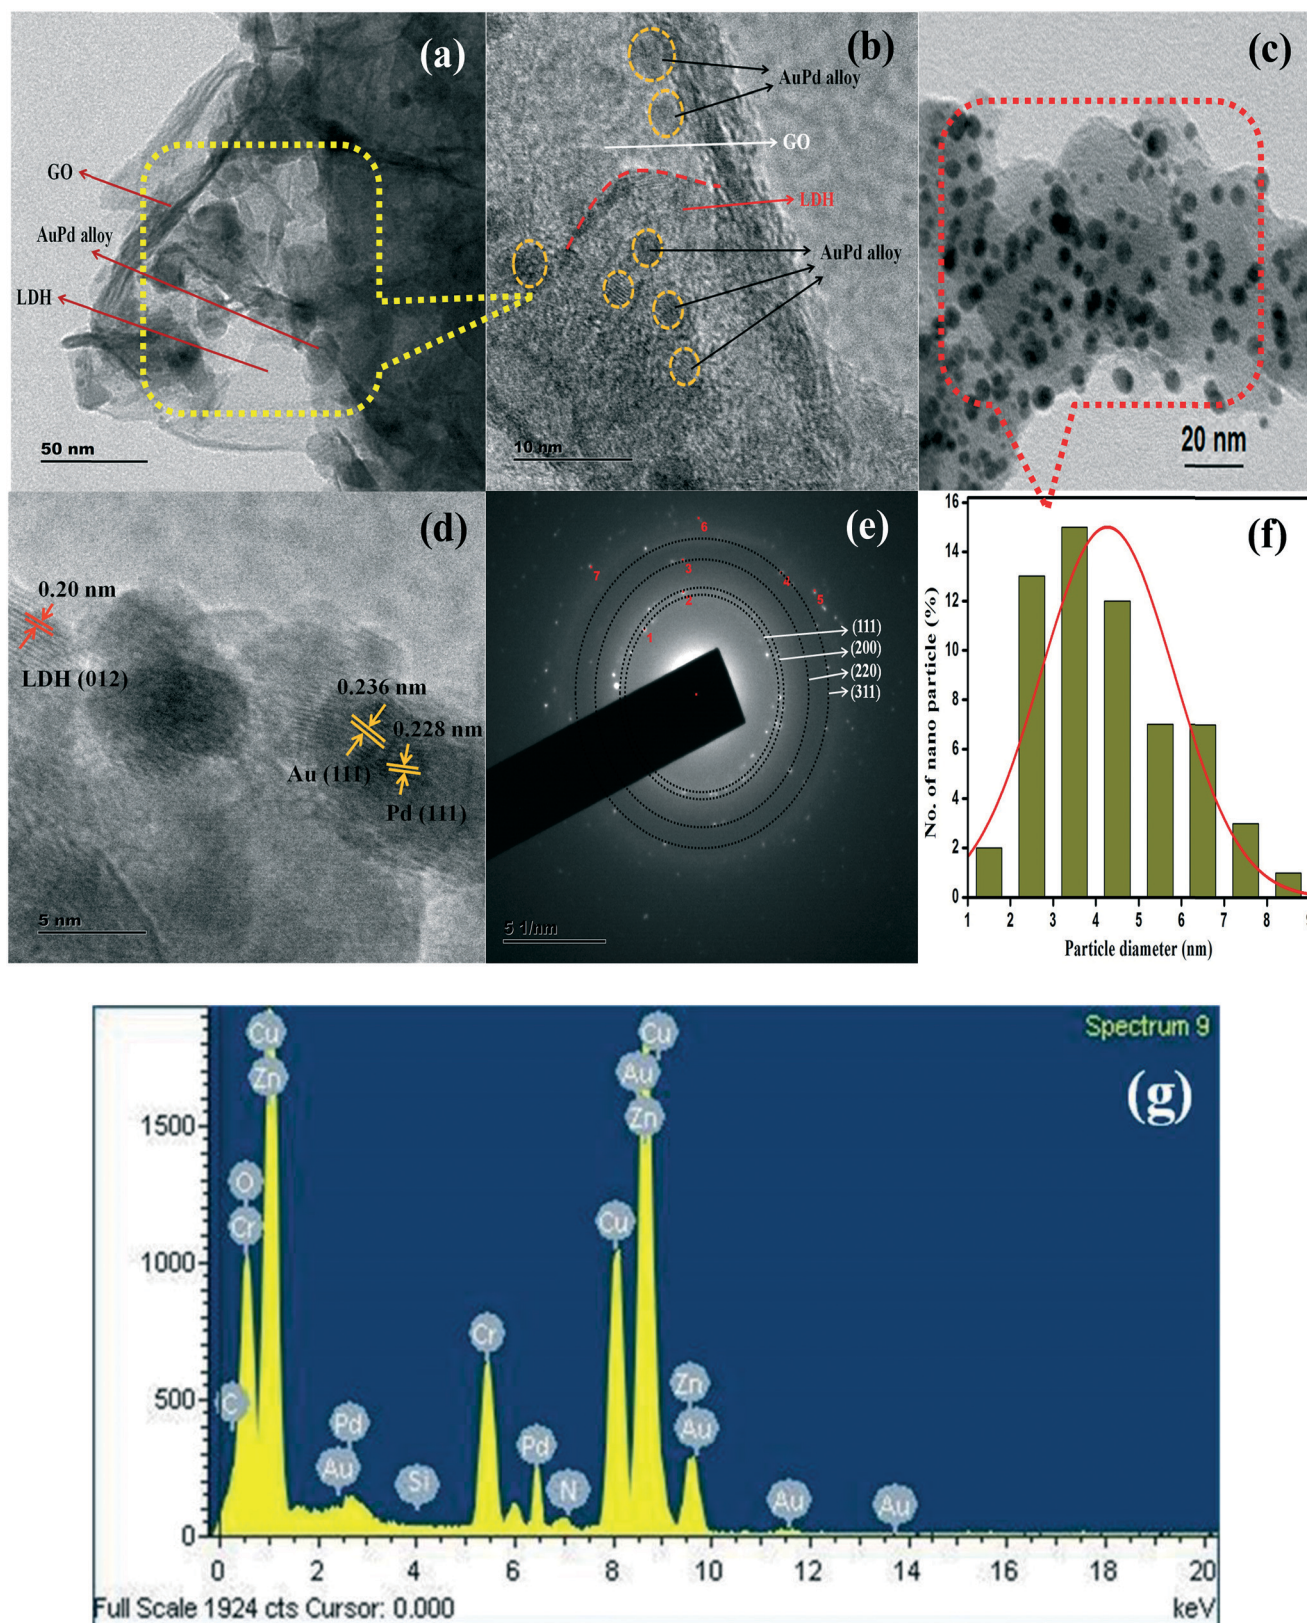 (a)
GO
AuPd alloy
LDH
50 nm
(b)
AuPd alloy
GO
LDH
AuPd alloy
10 nm
(c)
20 nm
(d)
0.20 nm
LDH (012)
0.236 nm
0.228 nm
Au (111)
Pd (111)
5 nm
(e)
6
3
7
4
2
5
1
(111)
(200)
(220)
(311)
5 1/nm
(f)
16
14
12
10
8
6
4
2
0
No. of nano particle (%)
1 2 3 4 5 6 7 8 9
Particle diameter (nm)
Spectrum 9
(g)
1500
1000
500
0
Cu
Zn
O
Cr
C
Pd
Au
Si
Cr
Pd
N
Cu
Cu
Au
Zn
Zn
Au
Au
Au
0 2 4 6 8 10 12 14 16 18 20
Full Scale 1924 cts Cursor: 0.000
keV